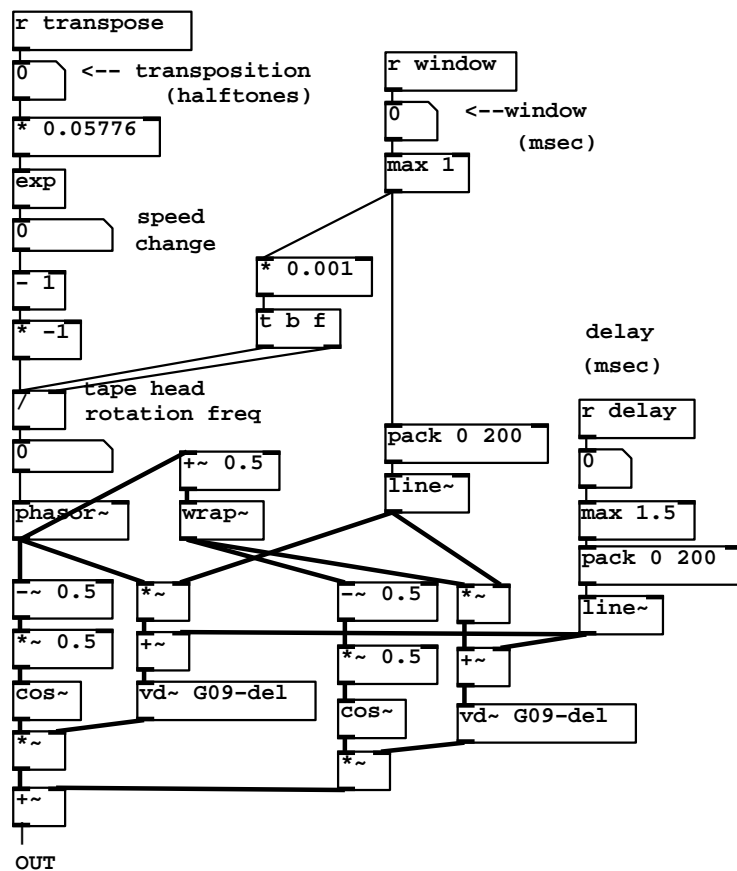 r transpose
0
<-- transposition
(halftones)
r window
0
<--window
(msec)
* 0.05776
max 1
exp
0
speed
change
* 0.001
- 1
t b f
* -1
delay
(msec)
/
tape head
rotation freq
r delay
0
pack 0 200
+~ 0.5
0
line~
phasor~
wrap~
max 1.5
pack 0 200
-~ 0.5
*~
-~ 0.5
*~
line~
*~ 0.5
+~
*~ 0.5
+~
cos~
vd~ G09-del
cos~
vd~ G09-del
*~
*~
+~
OUT